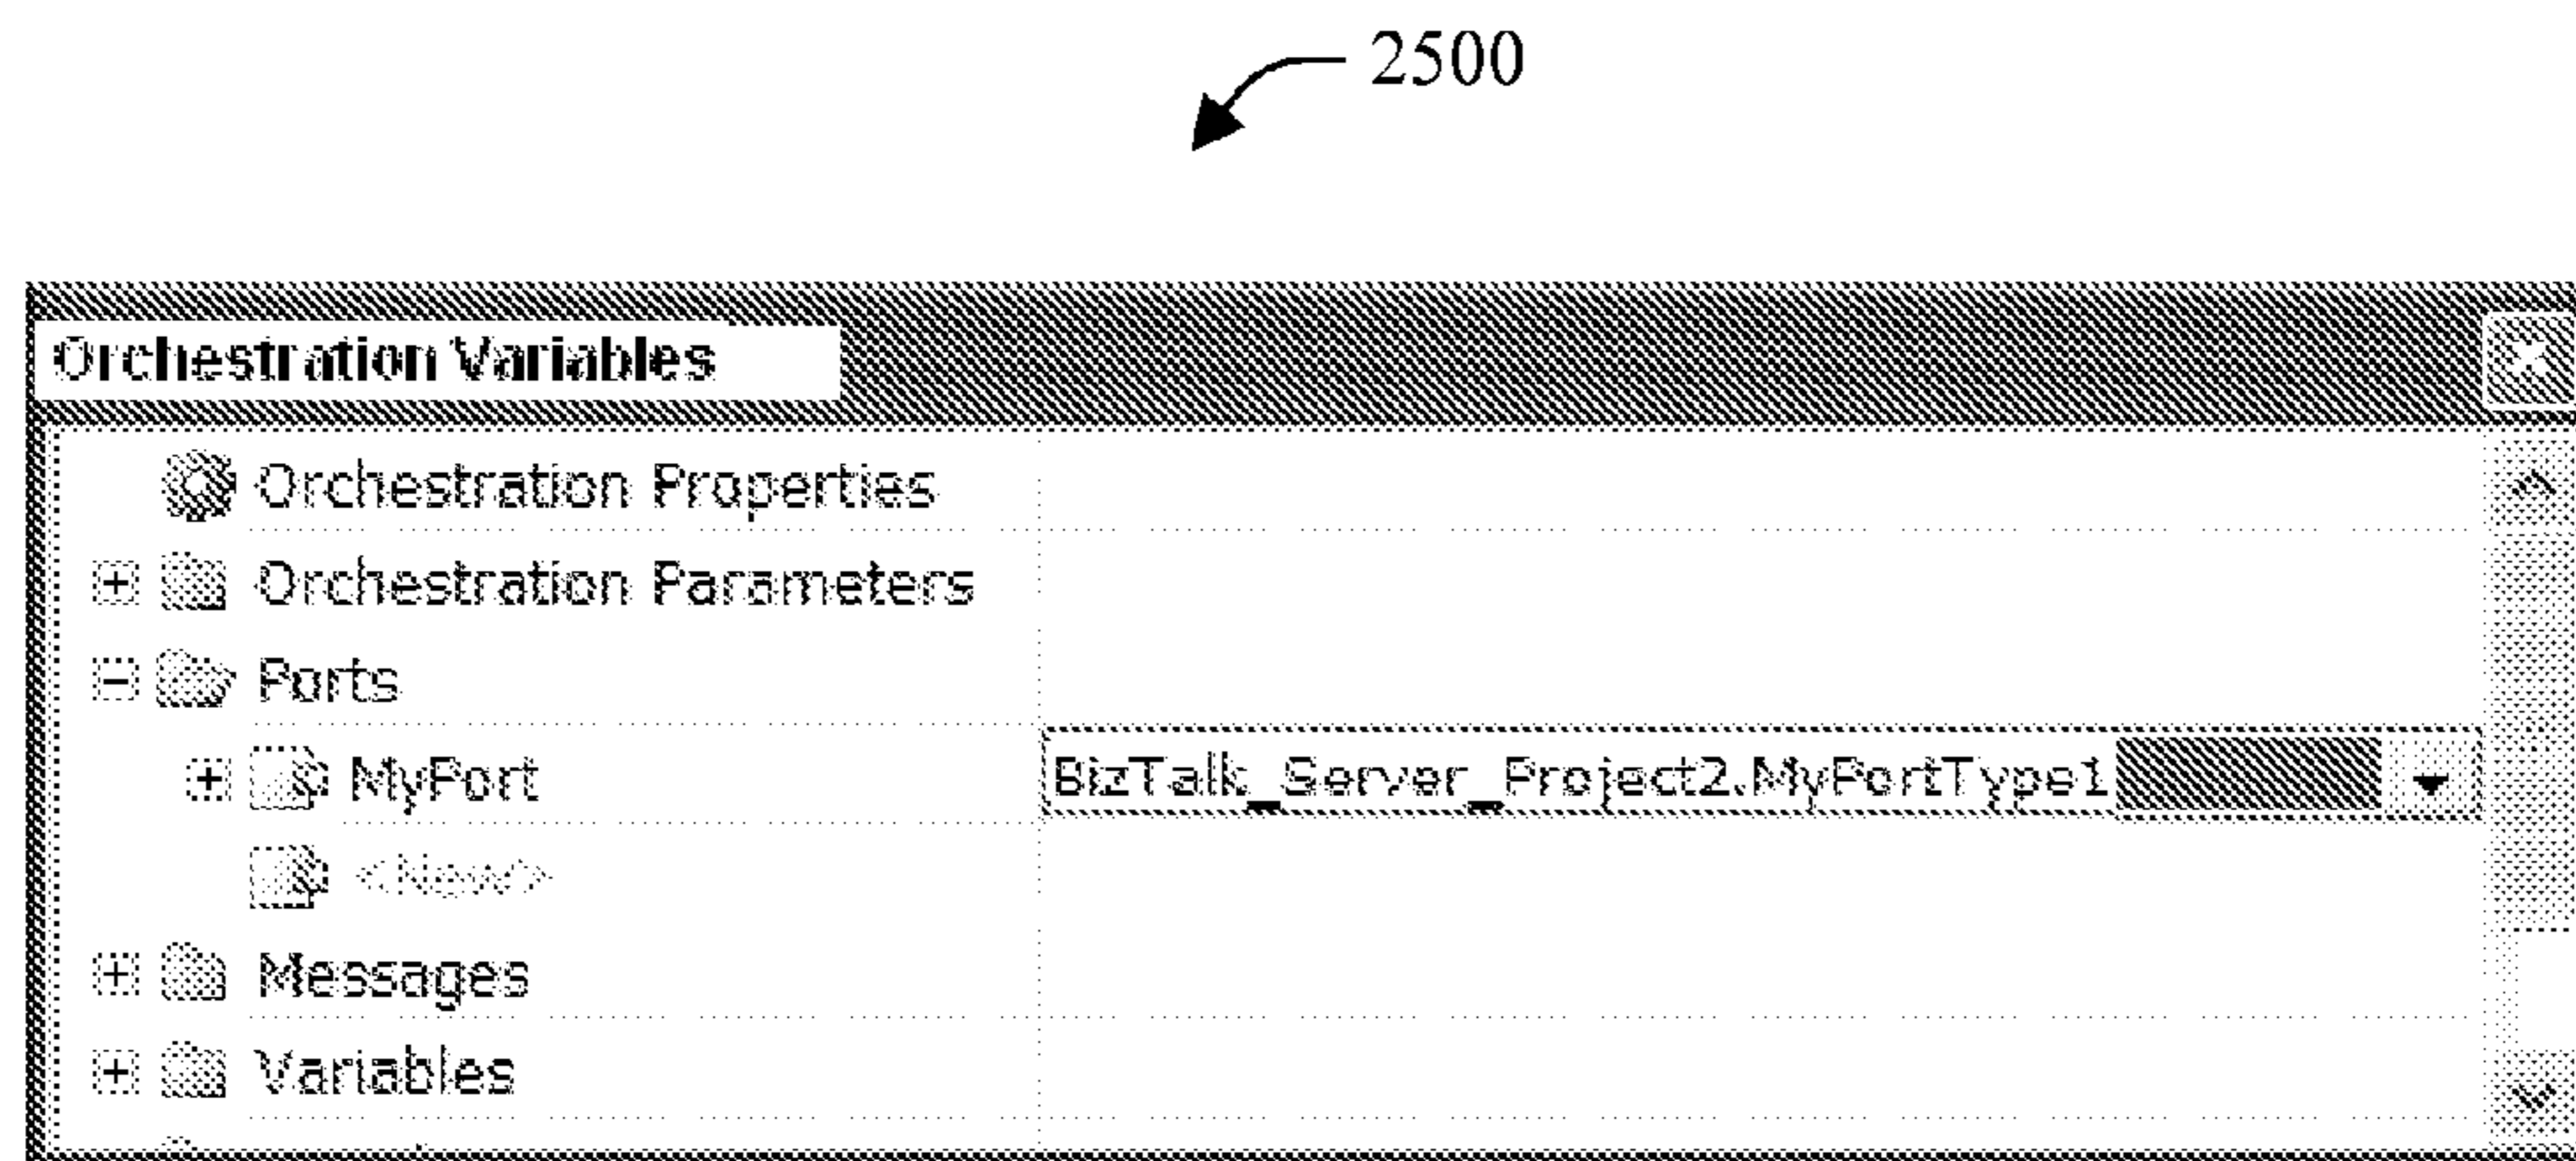 2500
Orchestration Variables
Orchestration Properties
Orchestration Parameters
Ports
MyPort BizTalk_Server_Project2.MyPortType1
<New>
Messages
Variables